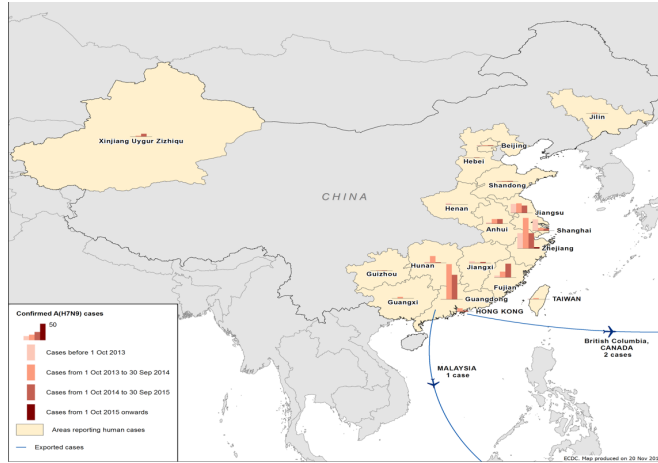 Jilin
Xinjiang Uygur Zizhiqu
Beijing
Hebei
Shandong
CHINA
Henan
Jiangsu
Anhui
Shanghai
Zhejiang
Hunan
Jiangxi
Guizhou
Fujian
Guangxi
Guangdong
TAIWAN
HONG KONG
British Columbia,
CANADA
2 cases
MALAYSIA
1 case
Confirmed A(H7N9) cases
50
Cases before 1 Oct 2013
Cases from 1 Oct 2013 to 30 Sep 2014
Cases from 1 Oct 2014 to 30 Sep 2015
Cases from 1 Oct 2015 onwards
Areas reporting human cases
Exported cases
ECDC. Map produced on 20 Nov 201